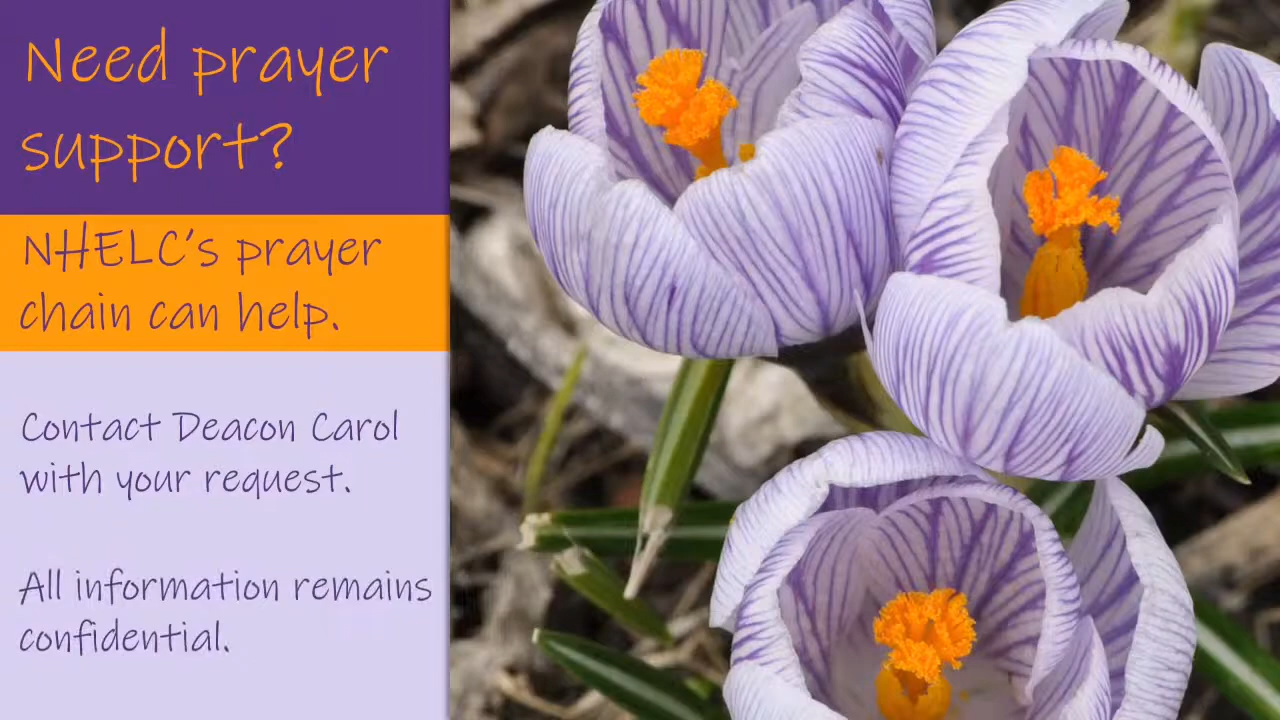 Need prayer
support?
NHELC's prayer
chain can help.
Contact Deacon Carol
with your request.
All information remains
confidential.